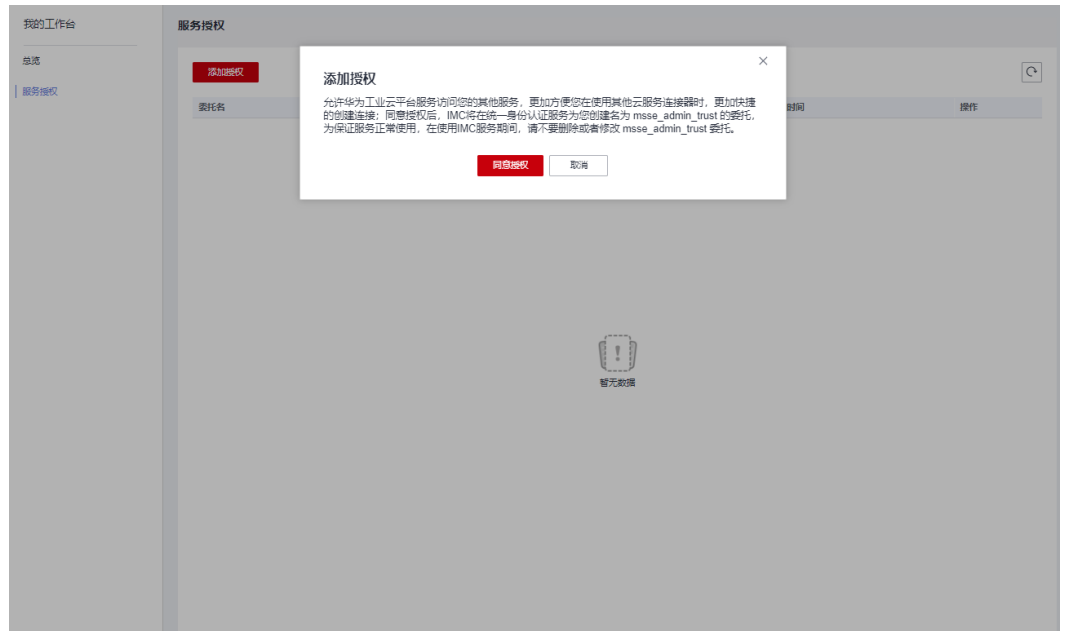 我的工作台
服务授权
总览
服务授权
添加授权
委托名
时间
操作
添加授权
允许华为工业云平台服务访问您的其他服务，更加方便您在使用其他云服务连接器时，更加快捷
的创建连接；同意授权后，IMC将在统一身份认证服务为您创建名为 msse_admin_trust 的委托，
为保证服务正常使用，在使用IMC服务期间，请不要删除或者修改 msse_admin_trust 委托。
同意授权
取消
暂无数据